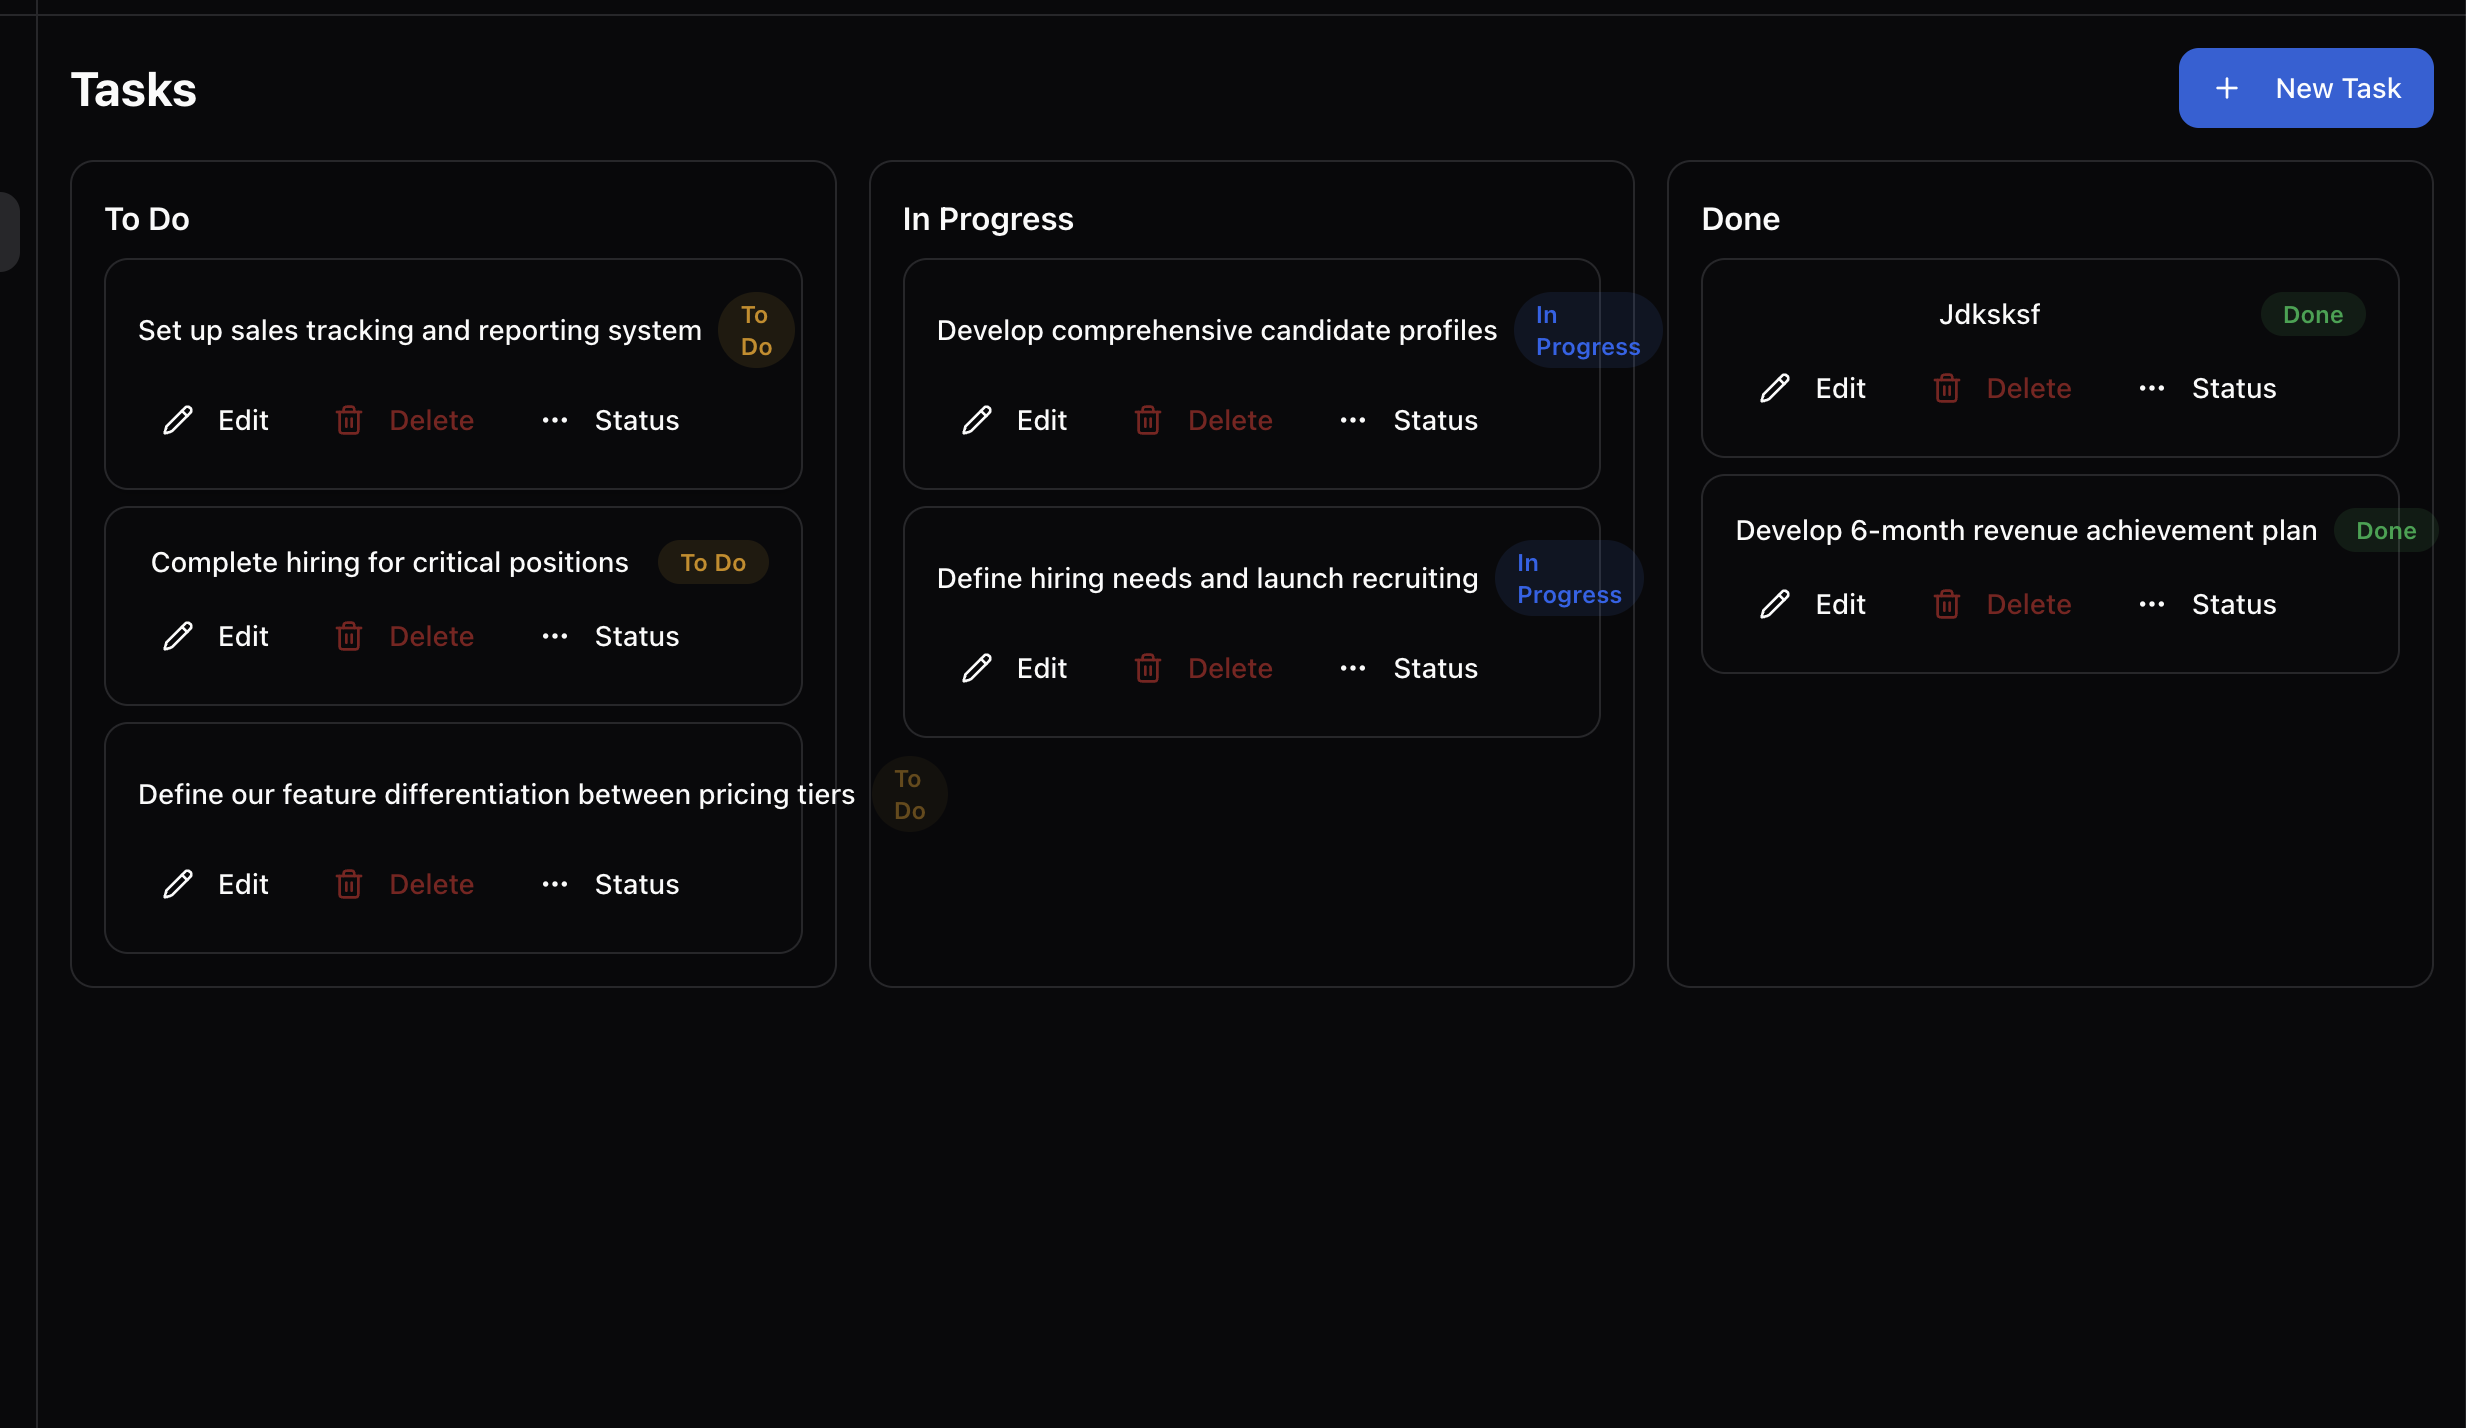 Tasks
+ New Task
To Do
Set up sales tracking and reporting system
To
Do
Edit Delete ... Status
Complete hiring for critical positions To Do
Edit Delete ... Status
Define our feature differentiation between pricing tiers
To
Do
Edit Delete ... Status
In Progress
Develop comprehensive candidate profiles
In
Progress
Edit Delete ... Status
Define hiring needs and launch recruiting
In
Progress
Edit Delete ... Status
Done
Jdksksf Done
Edit Delete ... Status
Develop 6-month revenue achievement plan Done
Edit Delete ... Status